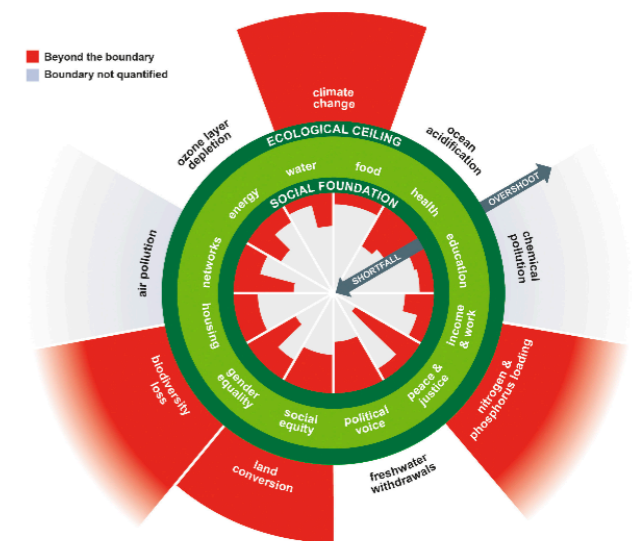 Beyond the boundary
Boundary not quantified
climate
change
ozone layer
depletion
ocean
acidification
ECOLOGICAL CEILING
water
food
energy
health
SOCIAL FOUNDATION
OVERSHOOT
SHORTFALL
air pollution
networks
education
chemical
pollution
housing
income
& work
biodiversity
loss
gender
equality
peace &
justice
nitrogen &
phosphorus loading
social
equity
political
voice
land
conversion
freshwater
withdrawals